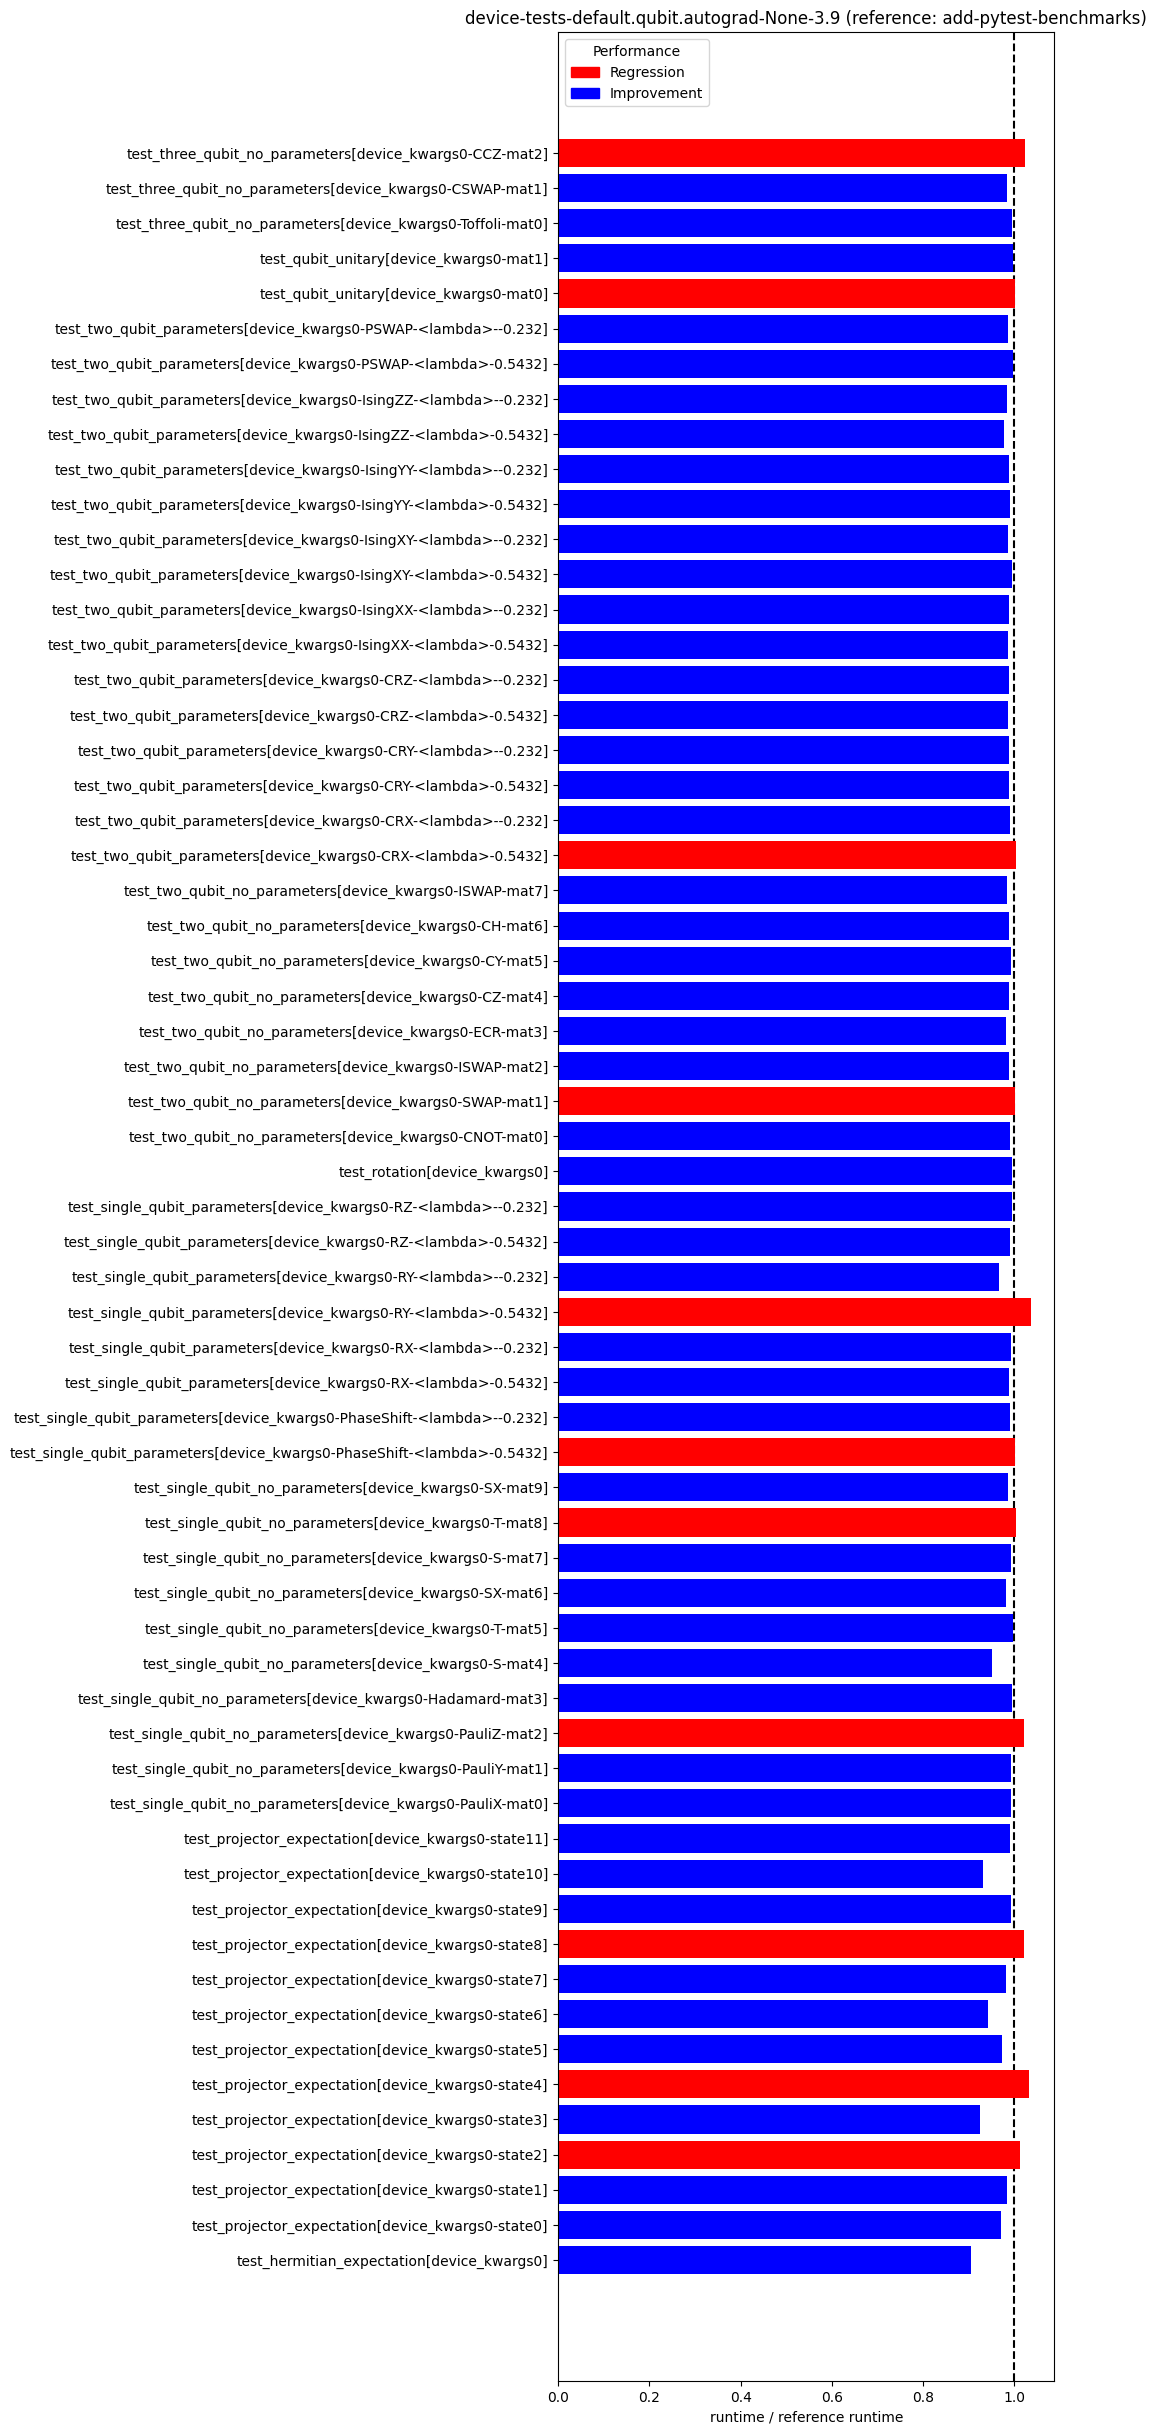 device-tests-default.qubit.autograd-None-3.9 (reference: add-pytest-benchmarks)
Performance
Regression
Improvement
test_three_qubit_no_parameters[device_kwargs0-CCZ-mat2]
test_three_qubit_no_parameters[device_kwargs0-CSWAP-mat1]
test_three_qubit_no_parameters[device_kwargs0-Toffoli-mat0]
test_qubit_unitary[device_kwargs0-mat1]
test_qubit_unitary[device_kwargs0-mat0]
test_two_qubit_parameters[device_kwargs0-PSWAP-<lambda>--0.232]
test_two_qubit_parameters[device_kwargs0-PSWAP-<lambda>-0.5432]
test_two_qubit_parameters[device_kwargs0-IsingZZ-<lambda>--0.232]
test_two_qubit_parameters[device_kwargs0-IsingZZ-<lambda>-0.5432]
test_two_qubit_parameters[device_kwargs0-IsingYY-<lambda>--0.232]
test_two_qubit_parameters[device_kwargs0-IsingYY-<lambda>-0.5432]
test_two_qubit_parameters[device_kwargs0-IsingXY-<lambda>--0.232]
test_two_qubit_parameters[device_kwargs0-IsingXY-<lambda>-0.5432]
test_two_qubit_parameters[device_kwargs0-IsingXX-<lambda>--0.232]
test_two_qubit_parameters[device_kwargs0-IsingXX-<lambda>-0.5432]
test_two_qubit_parameters[device_kwargs0-CRZ-<lambda>--0.232]
test_two_qubit_parameters[device_kwargs0-CRZ-<lambda>-0.5432]
test_two_qubit_parameters[device_kwargs0-CRY-<lambda>--0.232]
test_two_qubit_parameters[device_kwargs0-CRY-<lambda>-0.5432]
test_two_qubit_parameters[device_kwargs0-CRX-<lambda>--0.232]
test_two_qubit_parameters[device_kwargs0-CRX-<lambda>-0.5432]
test_two_qubit_no_parameters[device_kwargs0-ISWAP-mat7]
test_two_qubit_no_parameters[device_kwargs0-CH-mat6]
test_two_qubit_no_parameters[device_kwargs0-CY-mat5]
test_two_qubit_no_parameters[device_kwargs0-CZ-mat4]
test_two_qubit_no_parameters[device_kwargs0-ECR-mat3]
test_two_qubit_no_parameters[device_kwargs0-ISWAP-mat2]
test_two_qubit_no_parameters[device_kwargs0-SWAP-mat1]
test_two_qubit_no_parameters[device_kwargs0-CNOT-mat0]
test_rotation[device_kwargs0]
test_single_qubit_parameters[device_kwargs0-RZ-<lambda>--0.232]
test_single_qubit_parameters[device_kwargs0-RZ-<lambda>-0.5432]
test_single_qubit_parameters[device_kwargs0-RY-<lambda>--0.232]
test_single_qubit_parameters[device_kwargs0-RY-<lambda>-0.5432]
test_single_qubit_parameters[device_kwargs0-RX-<lambda>--0.232]
test_single_qubit_parameters[device_kwargs0-RX-<lambda>-0.5432]
test_single_qubit_parameters[device_kwargs0-PhaseShift-<lambda>--0.232]
test_single_qubit_parameters[device_kwargs0-PhaseShift-<lambda>-0.5432]
test_single_qubit_no_parameters[device_kwargs0-SX-mat9]
test_single_qubit_no_parameters[device_kwargs0-T-mat8]
test_single_qubit_no_parameters[device_kwargs0-S-mat7]
test_single_qubit_no_parameters[device_kwargs0-SX-mat6]
test_single_qubit_no_parameters[device_kwargs0-T-mat5]
test_single_qubit_no_parameters[device_kwargs0-S-mat4]
test_single_qubit_no_parameters[device_kwargs0-Hadamard-mat3]
test_single_qubit_no_parameters[device_kwargs0-PauliZ-mat2]
test_single_qubit_no_parameters[device_kwargs0-PauliY-mat1]
test_single_qubit_no_parameters[device_kwargs0-PauliX-mat0]
test_projector_expectation[device_kwargs0-state11]
test_projector_expectation[device_kwargs0-state10]
test_projector_expectation[device_kwargs0-state9]
test_projector_expectation[device_kwargs0-state8]
test_projector_expectation[device_kwargs0-state7]
test_projector_expectation[device_kwargs0-state6]
test_projector_expectation[device_kwargs0-state5]
test_projector_expectation[device_kwargs0-state4]
test_projector_expectation[device_kwargs0-state3]
test_projector_expectation[device_kwargs0-state2]
test_projector_expectation[device_kwargs0-state1]
test_projector_expectation[device_kwargs0-state0]
test_hermitian_expectation[device_kwargs0]
0.0 0.2 0.4 0.6 0.8 1.0
runtime / reference runtime